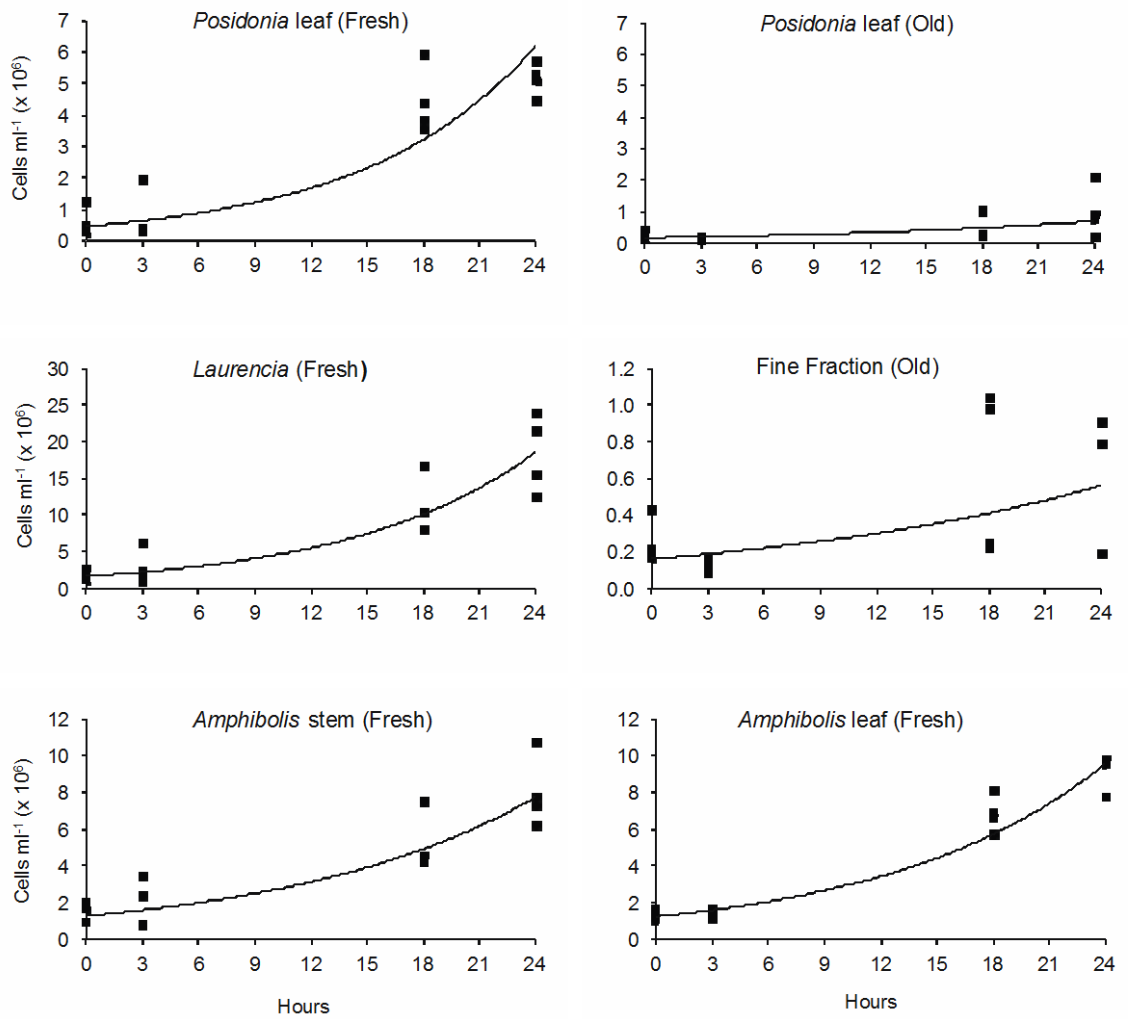 Posidonia leaf (Fresh)
Cells ml⁻¹ (x 10⁶)
7
6
5
4
3
2
1
0
0 3 6 9 12 15 18 21 24
Posidonia leaf (Old)
7
6
5
4
3
2
1
0
0 3 6 9 12 15 18 21 24
Laurencia (Fresh)
Cells ml⁻¹ (x 10⁶)
30
25
20
15
10
5
0
0 3 6 9 12 15 18 21 24
Fine Fraction (Old)
1.2
1.0
0.8
0.6
0.4
0.2
0.0
0 3 6 9 12 15 18 21 24
Amphibolis stem (Fresh)
Cells ml⁻¹ (x 10⁶)
12
10
8
6
4
2
0
0 3 6 9 12 15 18 21 24
Hours
Amphibolis leaf (Fresh)
12
10
8
6
4
2
0
0 3 6 9 12 15 18 21 24
Hours